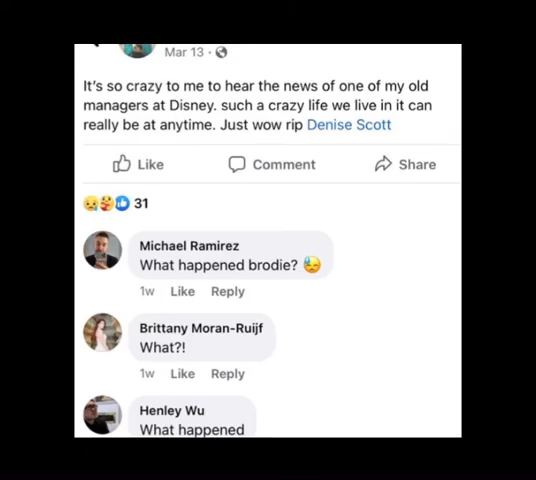 Mar 13 ·
It's so crazy to me to hear the news of one of my old
managers at Disney. such a crazy life we live in it can
really be at anytime. Just wow rip Denise Scott
Like Comment Share
31
Michael Ramirez
What happened brodie?
1w Like Reply
Brittany Moran-Ruijf
What?!
1w Like Reply
Henley Wu
What happened